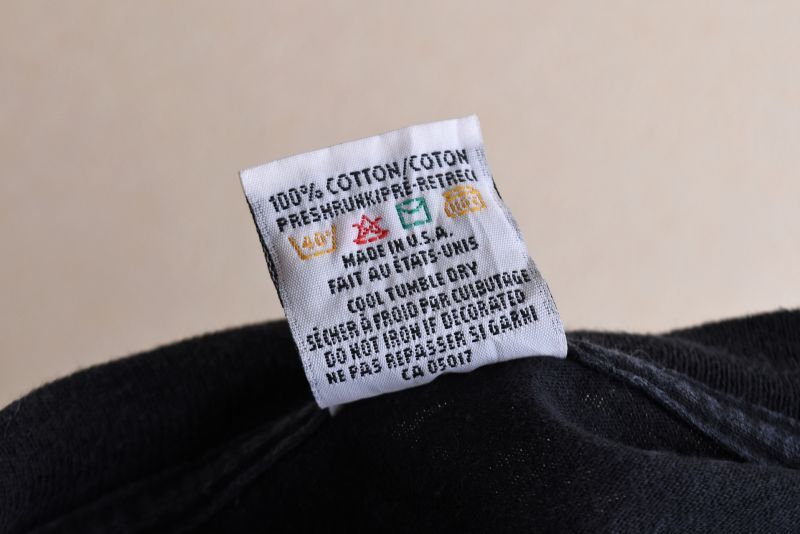 100% COTTON/COTON
PRESHRUNK/PRÉ-RETRECI
40°
MADE IN U.S.A.
FAIT AU ÉTATS-UNIS
COOL TUMBLE DRY
SÉCHER À FROID PAR CULBUTAGE
DO NOT IRON IF DECORATED
NE PAS REPASSER SI GARNI
CA 05017